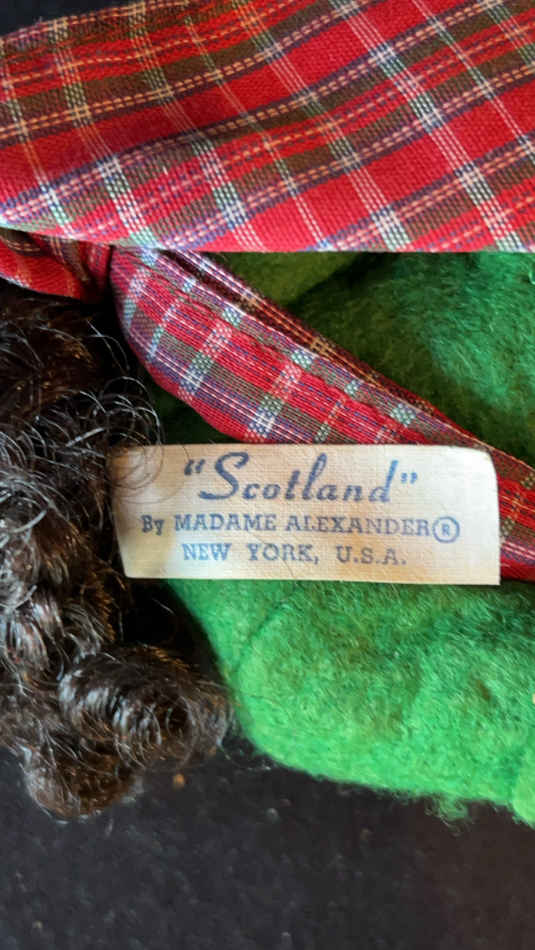 "Scotland"
By MADAME ALEXANDER®
NEW YORK, U.S.A.